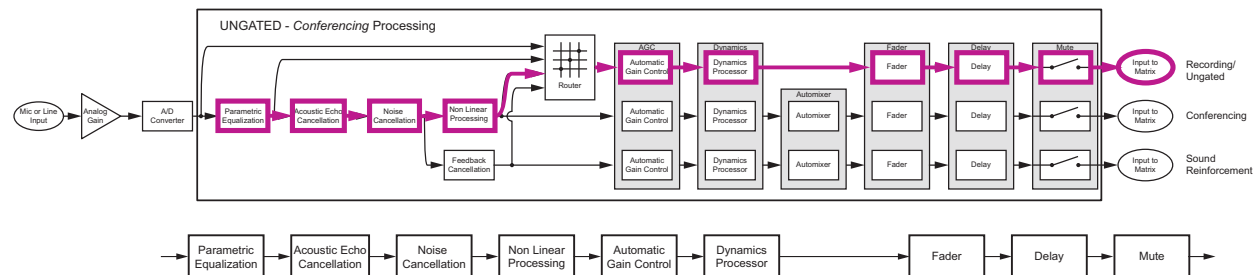 UNGATED - Conferencing Processing
AGC
Dynamics
Fader
Delay
Mute
Router
Automatic
Gain Control
Dynamics
Processor
Fader
Delay
Input to
Matrix
Recording/
Ungated
Automixer
Mic or Line
Input
Analog
Gain
A/D
Converter
Parametric
Equalization
Acoustic Echo
Cancellation
Noise
Cancellation
Non Linear
Processing
Automatic
Gain Control
Dynamics
Processor
Automixer
Fader
Delay
Input to
Matrix
Conferencing
Feedback
Cancellation
Automatic
Gain Control
Dynamics
Processor
Automixer
Fader
Delay
Input to
Matrix
Sound
Reinforcement
Parametric
Equalization
Acoustic Echo
Cancellation
Noise
Cancellation
Non Linear
Processing
Automatic
Gain Control
Dynamics
Processor
Fader
Delay
Mute